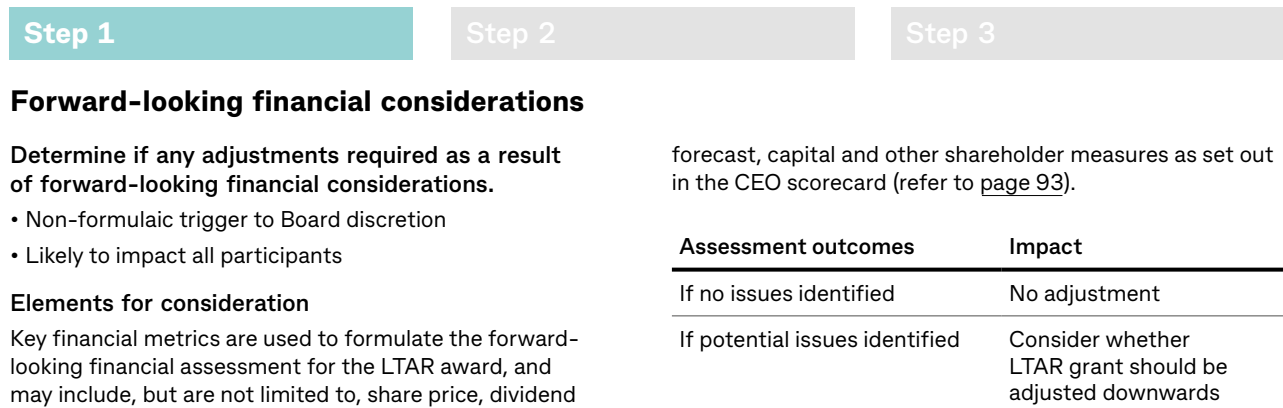 Step 1
Step 2
Step 3
Forward-looking financial considerations
Determine if any adjustments required as a result
of forward-looking financial considerations.
• Non-formulaic trigger to Board discretion
• Likely to impact all participants
Elements for consideration
Key financial metrics are used to formulate the forward-
looking financial assessment for the LTAR award, and
may include, but are not limited to, share price, dividend
forecast, capital and other shareholder measures as set out
in the CEO scorecard (refer to page 93).
Assessment outcomes Impact
If no issues identified No adjustment
If potential issues identified Consider whether
LTAR grant should be
adjusted downwards